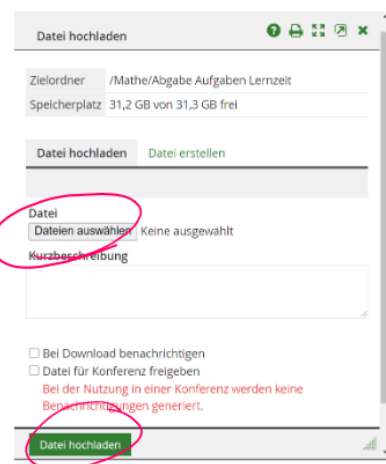 Datei hochladen
Zielordner /Mathe/Abgabe Aufgaben Lernzeit
Speicherplatz 31,2 GB von 31,3 GB frei
Datei hochladen Datei erstellen
Datei
Dateien auswählen Keine ausgewählt
Kurzbeschreibung
Bei Download benachrichtigen
Datei für Konferenz freigeben
Bei der Nutzung in einer Konferenz werden keine
Benachrichtigungen generiert.
Datei hochladen